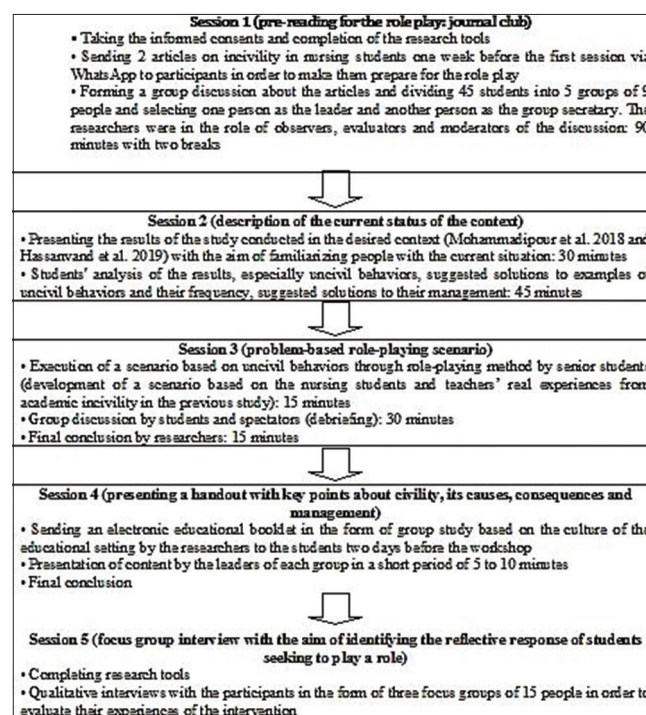 Session 1 (pre-reading for the role play: journal club)
▪ Taking the informed consents and completion of the research tools
▪ Sending 2 articles on incivility in nursing students one week before the first session via
WhatsApp to participants in order to make them prepare for the role play
▪ Forming a group discussion about the articles and dividing 45 students into 5 groups of 9
people and selecting one person as the leader and another person as the group secretary. The
researchers were in the role of observers, evaluators and moderators of the discussion: 90
minutes with two breaks
Session 2 (description of the current status of the context)
• Presenting the results of the study conducted in the desired context (Mohammadipour et al. 2018 and
Hassanvand et al. 2019) with the aim of familiarizing people with the current situation: 30 minutes
• Students' analysis of the results, especially uncivil behaviors, suggested solutions to examples of
uncivil behaviors and their frequency, suggested solutions to their management: 45 minutes
Session 3 (problem-based role-playing scenario)
• Execution of a scenario based on uncivil behaviors through role-playing method by senior students
(development of a scenario based on the nursing students and teachers' real experiences from
academic incivility in the previous study): 15 minutes
• Group discussion by students and spectators (debriefing): 30 minutes
• Final conclusion by researchers: 15 minutes
Session 4 (presenting a handout with key points about civility, its causes, consequences and
management)
• Sending an electronic educational booklet in the form of group study based on the culture of the
educational setting by the researchers to the students two days before the workshop
• Presentation of content by the leaders of each group in a short period of 5 to 10 minutes
• Final conclusion
Session 5 (focus group interview with the aim of identifying the reflective response of students
seeking to play a role)
• Completing research tools
• Qualitative interviews with the participants in the form of three focus groups of 15 people in order to
evaluate their experiences of the intervention